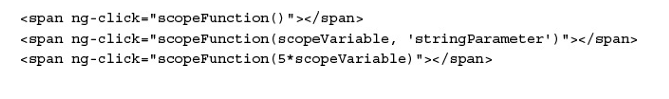 <span ng-click="scopeFunction()"></span>
<span ng-click="scopeFunction(scopeVariable, 'stringParameter')"></span>
<span ng-click="scopeFunction(5*scopeVariable)"></span>